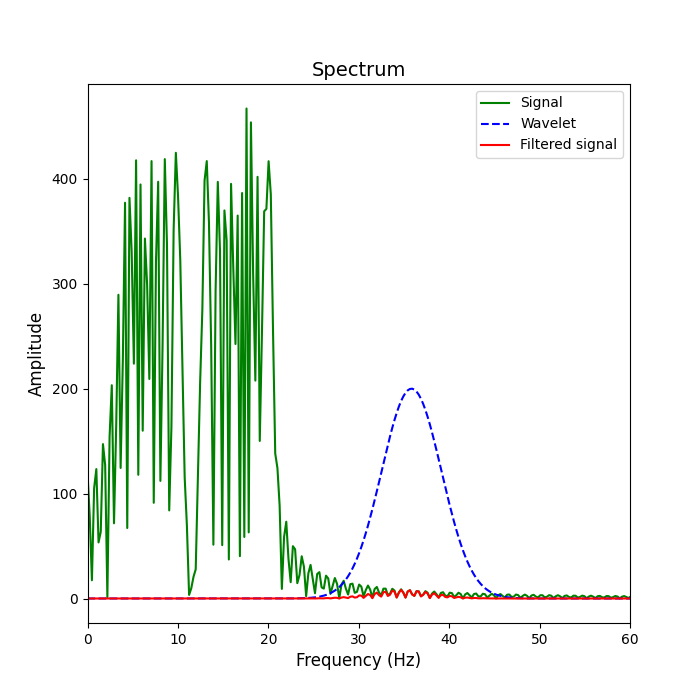 Spectrum
Signal
Wavelet
Filtered signal
400
300
200
100
0
Amplitude
0 10 20 30 40 50 60
Frequency (Hz)